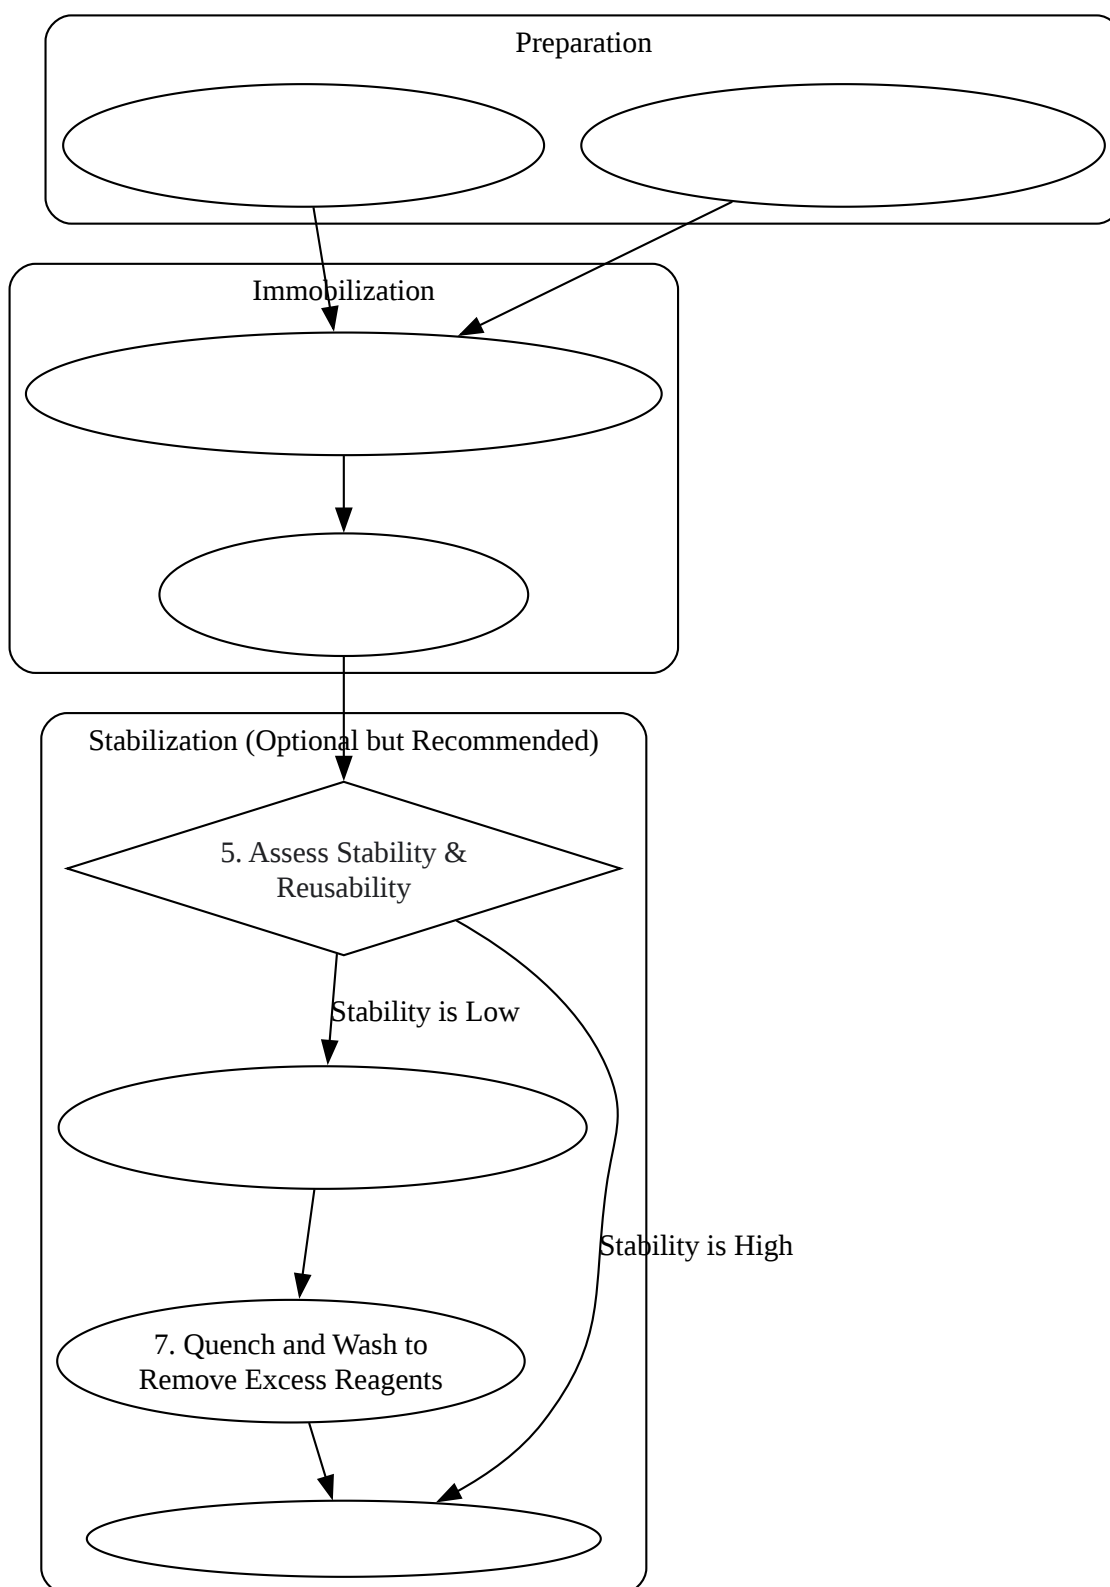 Preparation
Immobilization
Stabilization (Optional but Recommended)
5. Assess Stability &
Reusability
Stability is Low
Stability is High
7. Quench and Wash to
Remove Excess Reagents